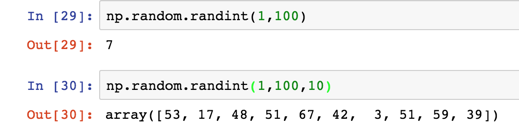 In [29]: np.random.randint(1,100)
Out[29]: 7
In [30]: np.random.randint(1,100,10)
Out[30]: array([53, 17, 48, 51, 67, 42,  3, 51, 59, 39])